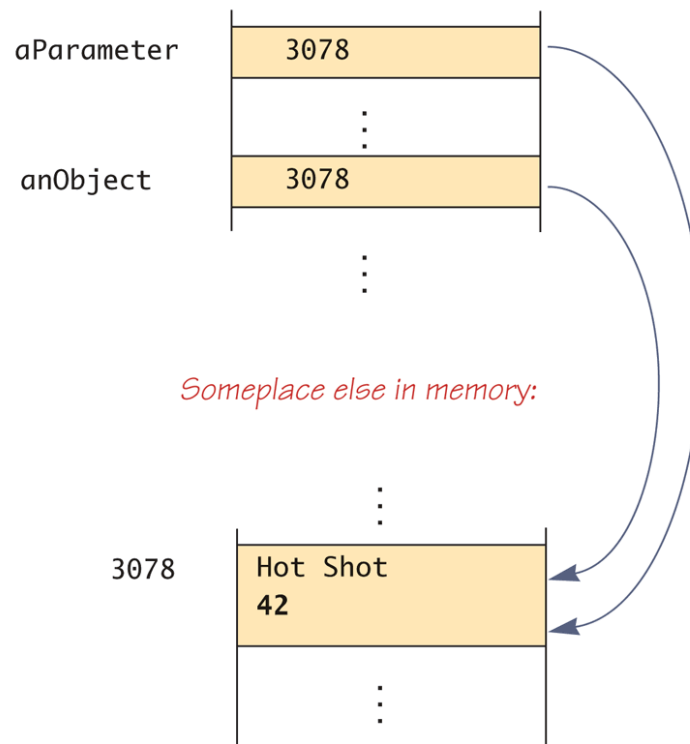 aParameter 3078
anObject 3078
Someplace else in memory:
3078 Hot Shot
42